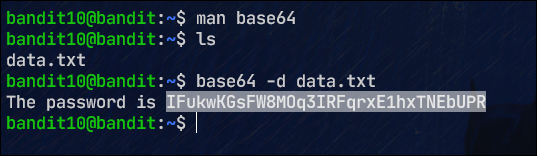 bandit10@bandit:~$ man base64
bandit10@bandit:~$ ls
data.txt
bandit10@bandit:~$ base64 -d data.txt
The password is IFukwKGsFW8MOq3IRFqrxE1hxTNEbUPR
bandit10@bandit:~$